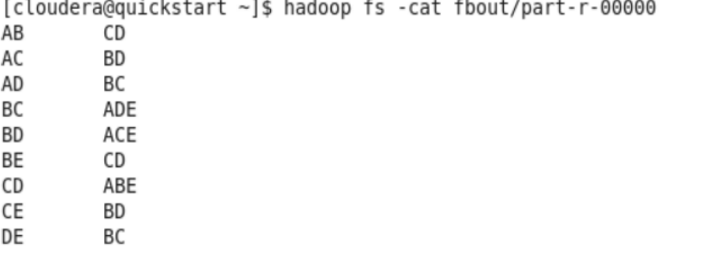 [cloudera@quickstart ~]$ hadoop fs -cat fbout/part-r-00000
AB CD
AC BD
AD BC
BC ADE
BD ACE
BE CD
CD ABE
CE BD
DE BC